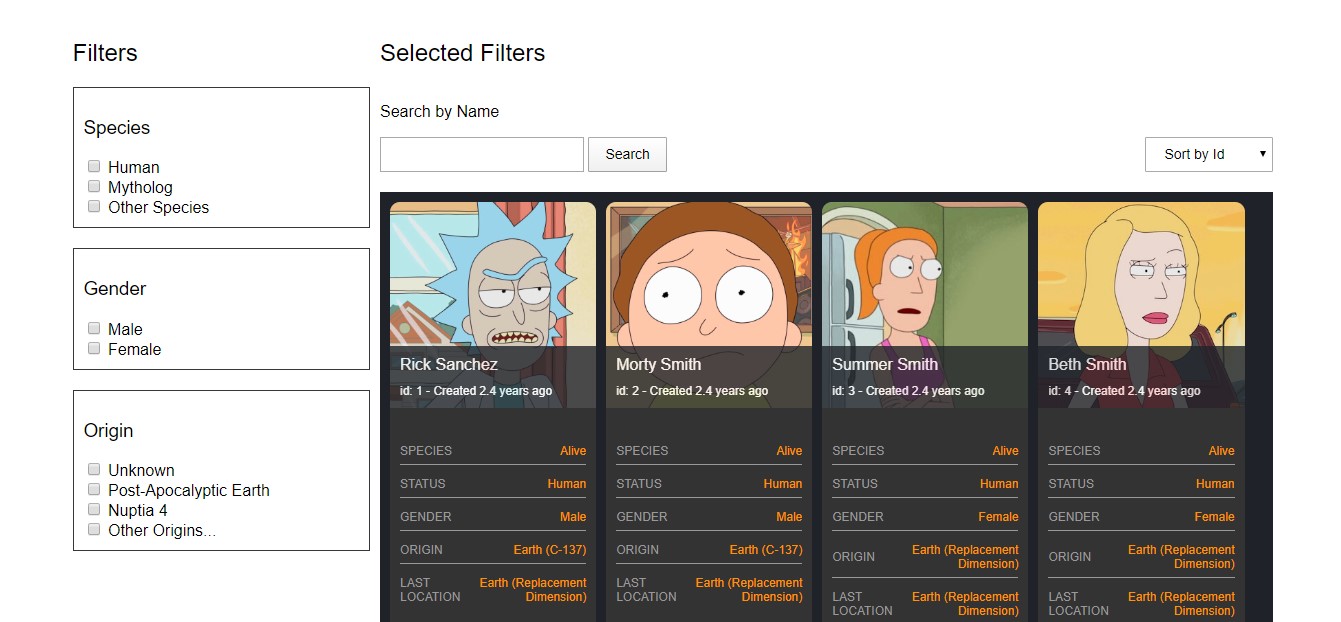 Filters
Species
Human
Mytholog
Other Species
Gender
Male
Female
Origin
Unknown
Post-Apocalyptic Earth
Nuptia 4
Other Origins...
Selected Filters
Search by Name
Search
Sort by Id
Rick Sanchez
id: 1 - Created 2.4 years ago
SPECIES Alive
STATUS Human
GENDER Male
ORIGIN Earth (C-137)
LAST LOCATION Earth (Replacement Dimension)
Morty Smith
id: 2 - Created 2.4 years ago
SPECIES Alive
STATUS Human
GENDER Male
ORIGIN Earth (C-137)
LAST LOCATION Earth (Replacement Dimension)
Summer Smith
id: 3 - Created 2.4 years ago
SPECIES Alive
STATUS Human
GENDER Female
ORIGIN Earth (Replacement Dimension)
LAST LOCATION Earth (Replacement Dimension)
Beth Smith
id: 4 - Created 2.4 years ago
SPECIES Alive
STATUS Human
GENDER Female
ORIGIN Earth (Replacement Dimension)
LAST LOCATION Earth (Replacement Dimension)